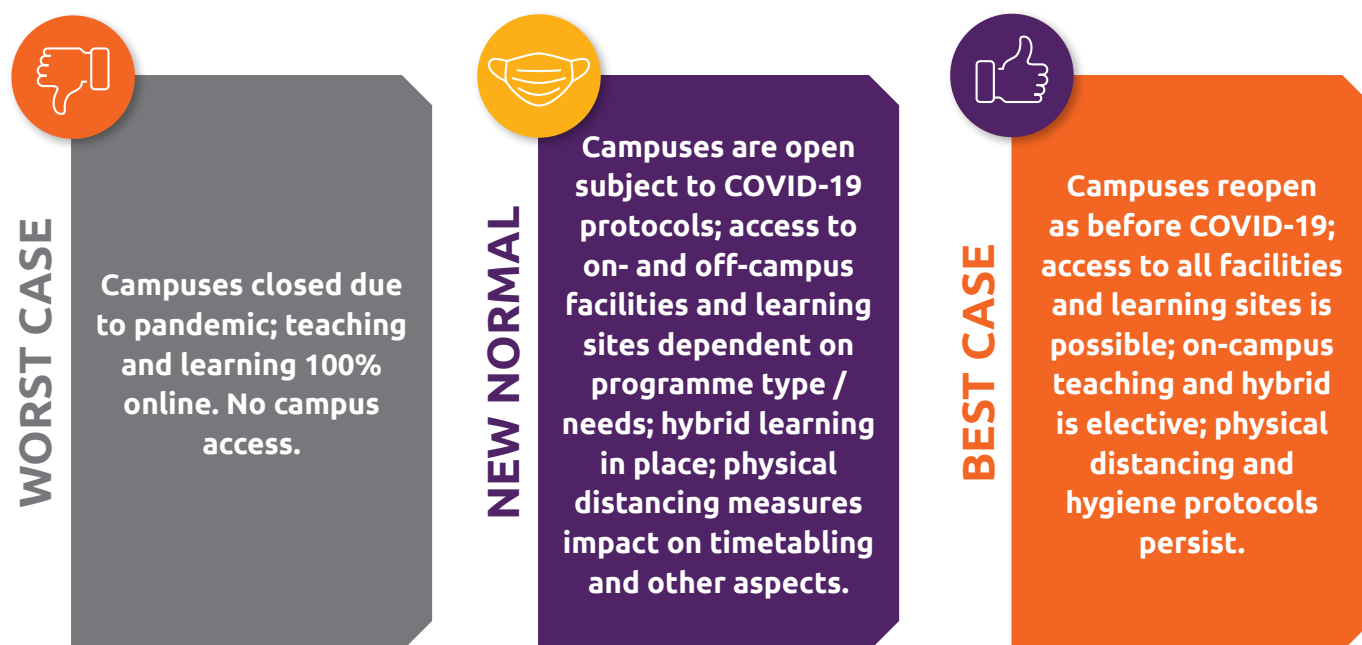 WORST CASE
Campuses closed due
to pandemic; teaching
and learning 100%
online. No campus
access.
NEW NORMAL
Campuses are open
subject to COVID-19
protocols; access to
on- and off-campus
facilities and learning
sites dependent on
programme type /
needs; hybrid learning
in place; physical
distancing measures
impact on timetabling
and other aspects.
BEST CASE
Campuses reopen
as before COVID-19;
access to all facilities
and learning sites is
possible; on-campus
teaching and hybrid
is elective; physical
distancing and
hygiene protocols
persist.